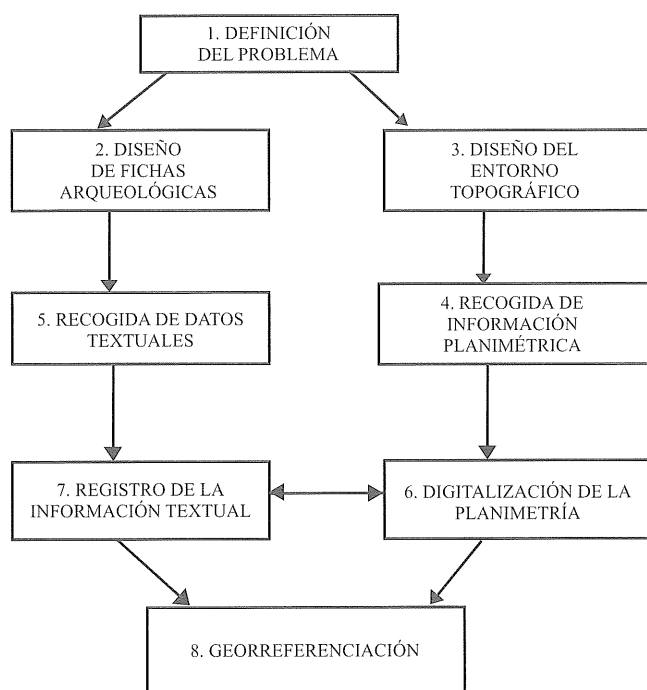 1. DEFINICIÓN
DEL PROBLEMA
2. DISEÑO
DE FICHAS
ARQUEOLÓGICAS
3. DISEÑO DEL
ENTORNO
TOPOGRÁFICO
5. RECOGIDA DE DATOS
TEXTUALES
4. RECOGIDA DE
INFORMACIÓN
PLANIMÉTRICA
7. REGISTRO DE LA
INFORMACIÓN TEXTUAL
6. DIGITALIZACIÓN DE LA
PLANIMETRÍA
8. GEORREFERENCIACIÓN